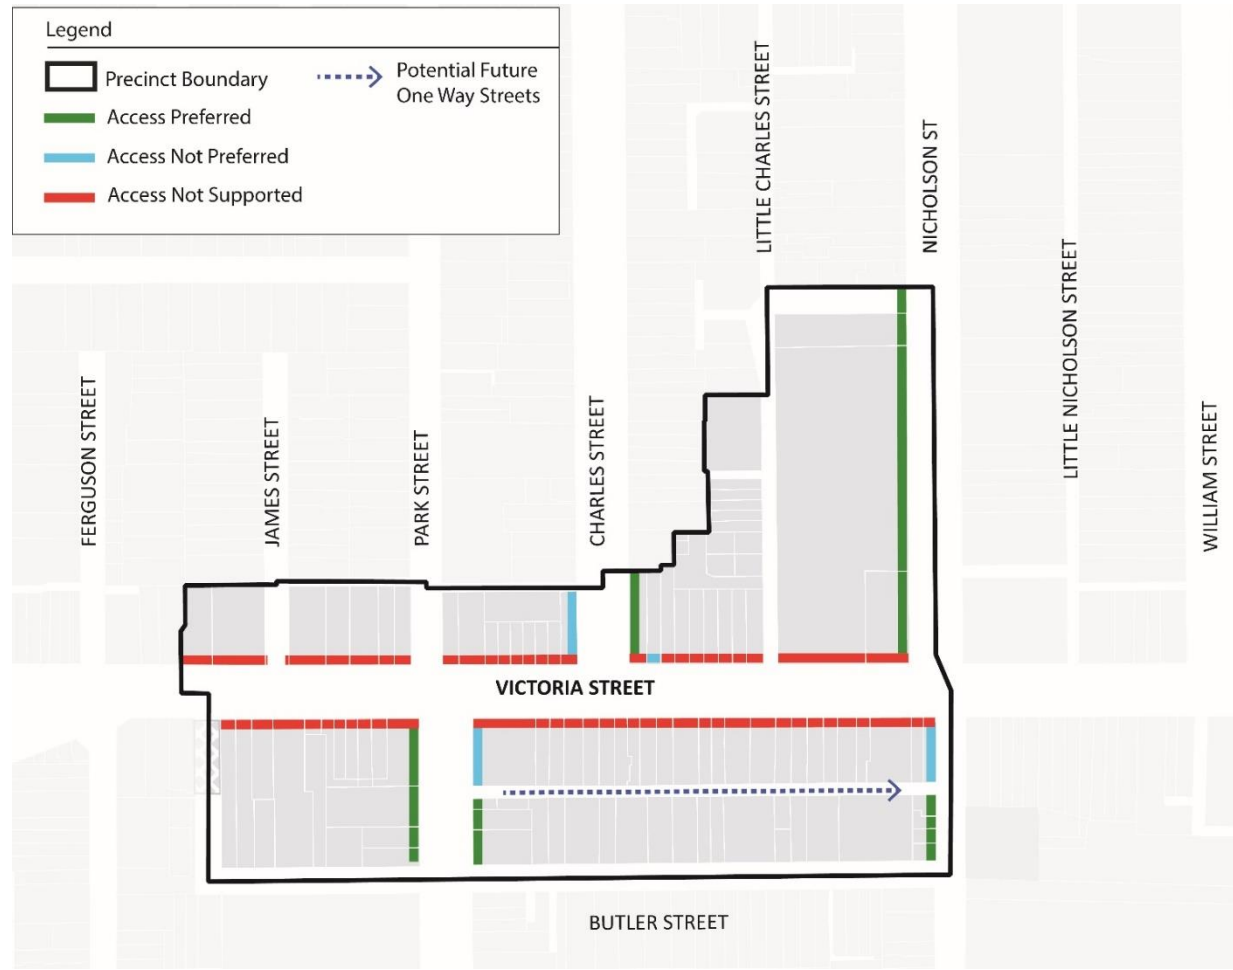 Legend
Precinct Boundary
Access Preferred
Access Not Preferred
Access Not Supported
Potential Future
One Way Streets
LITTLE CHARLES STREET
NICHOLSON ST
LITTLE NICHOLSON STREET
WILLIAM STREET
FERGUSON STREET
JAMES STREET
PARK STREET
CHARLES STREET
VICTORIA STREET
BUTLER STREET